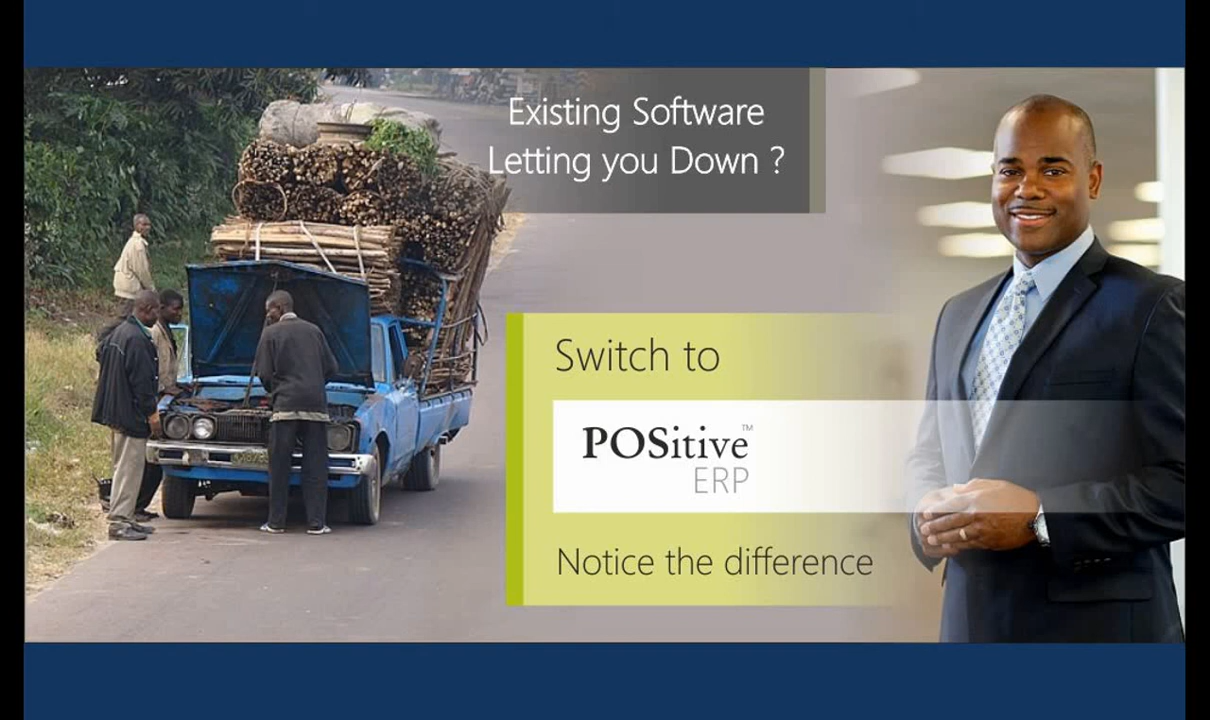 Existing Software
Letting you Down ?
Switch to
POSitive™
ERP
Notice the difference